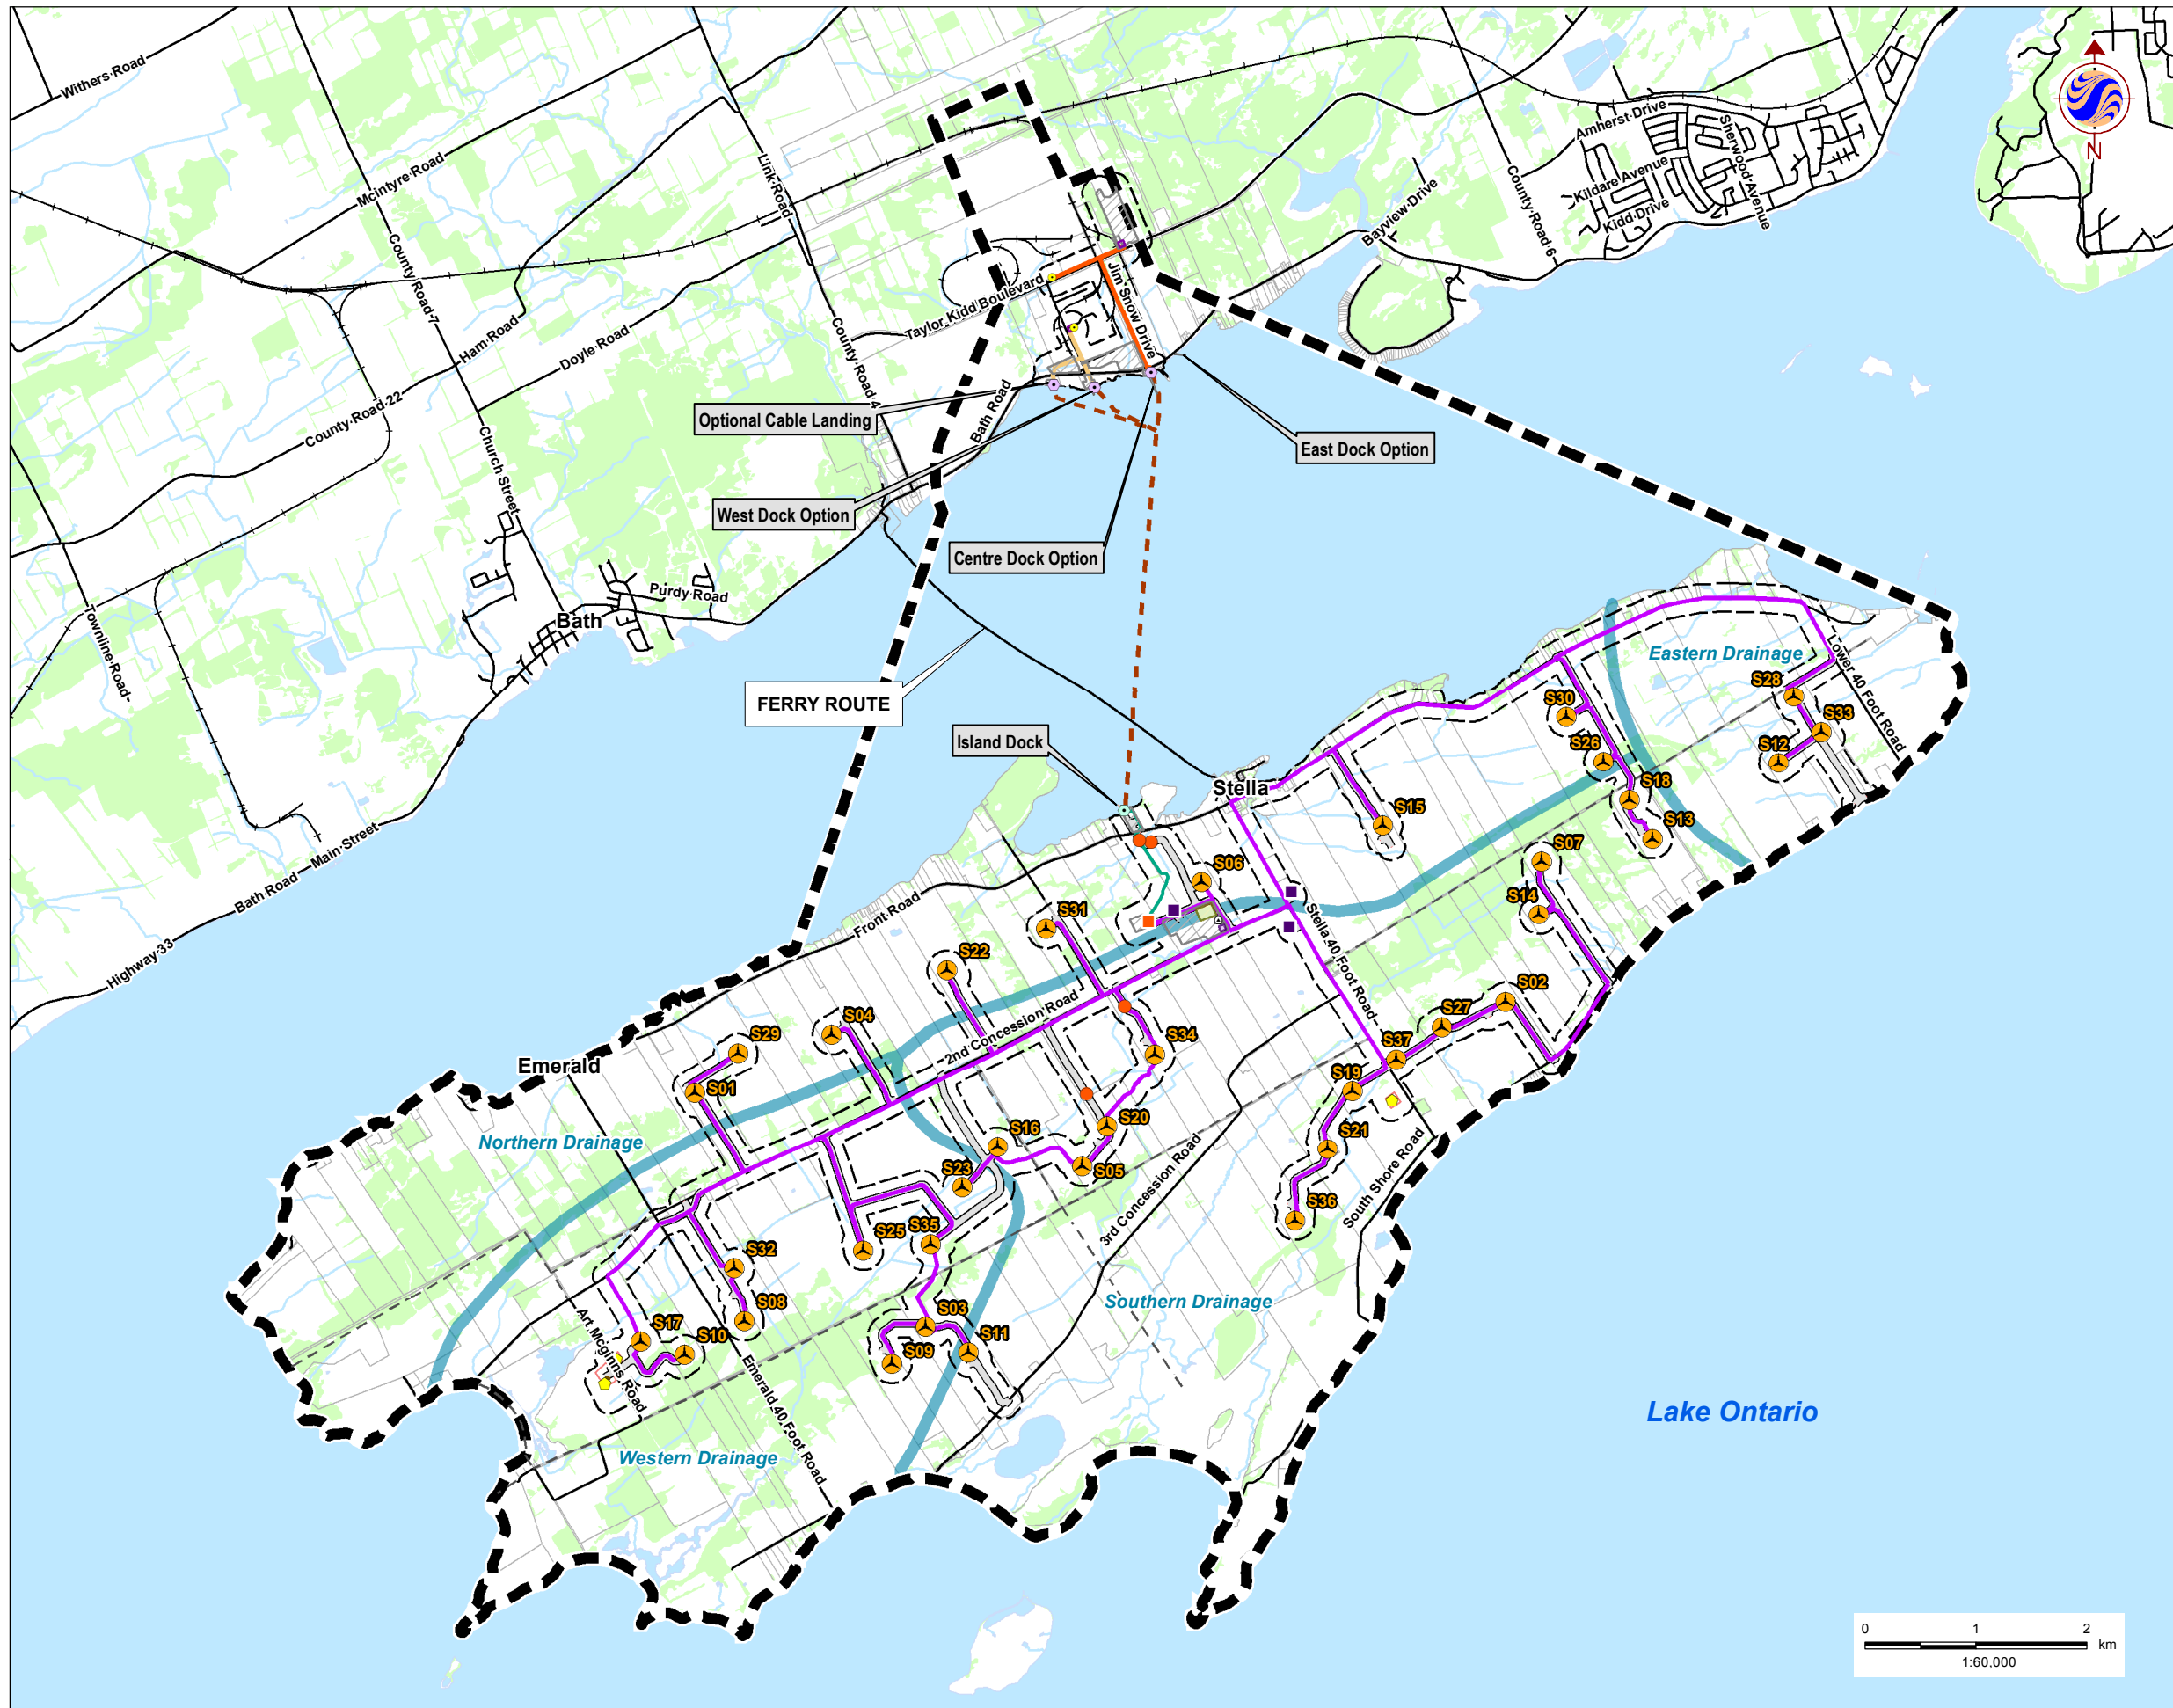 Withers Road
McIntyre Road
County Road 7
Link Road
Ham Road
Doyle Road
County Road 22
Church Street
County Road 4
Townline Road
Amherst Drive
Sherwood Avenue
Kildare Avenue
Kidd Drive
County Road 6
Bayview Drive
N
Taylor Kidd Boulevard
Jim Snow Drive
Bath Road
Optional Cable Landing
East Dock Option
West Dock Option
Centre Dock Option
Purdy Road
Bath
FERRY ROUTE
Island Dock
Stella
Eastern Drainage
Lower 40 Foot Road
S28
S33
S12
S30
S26
S18
S13
S15
S07
S14
S06
S31
S22
Main Street
Bath Road
Highway 33
Front Road
Stella 40 Foot Road
S02
S27
S37
S04
S29
S01
2nd Concession Road
S34
S19
S20
S21
S16
S05
S23
S36
Emerald
Northern Drainage
South Shore Road
3rd Concession Road
S25
S35
S32
S08
S03
S11
S09
S17
S10
Art Mcginns Road
Emerald 40 Foot Road
Southern Drainage
Western Drainage
Lake Ontario
0 1 2
km
1:60,000